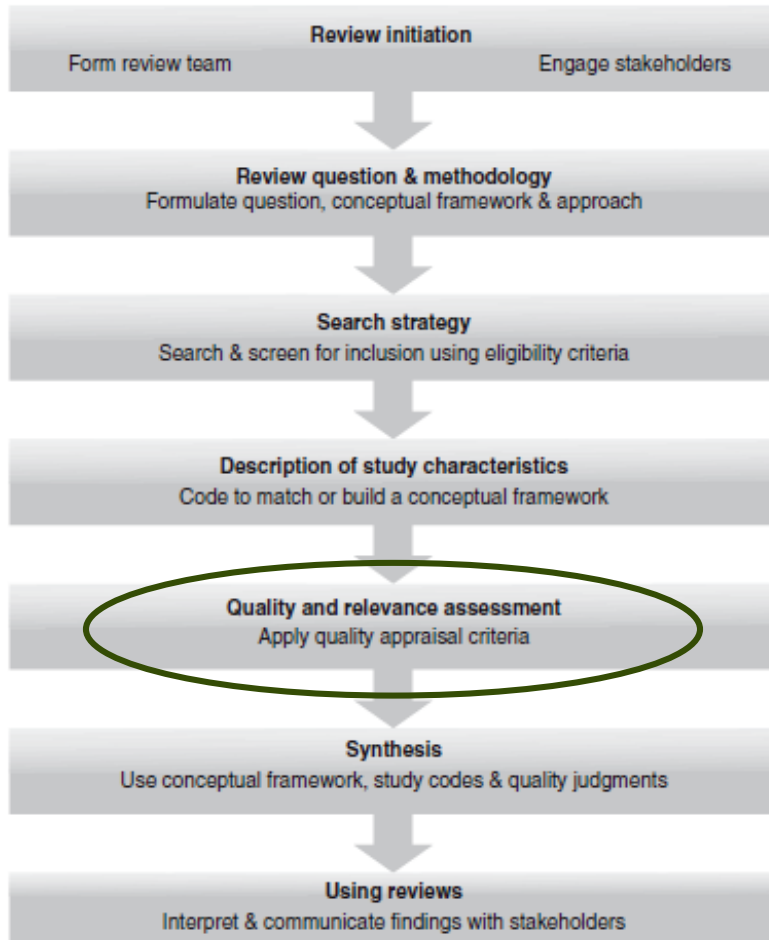 Review initiation
Form review team Engage stakeholders
Review question & methodology
Formulate question, conceptual framework & approach
Search strategy
Search & screen for inclusion using eligibility criteria
Description of study characteristics
Code to match or build a conceptual framework
Quality and relevance assessment
Apply quality appraisal criteria
Synthesis
Use conceptual framework, study codes & quality judgments
Using reviews
Interpret & communicate findings with stakeholders